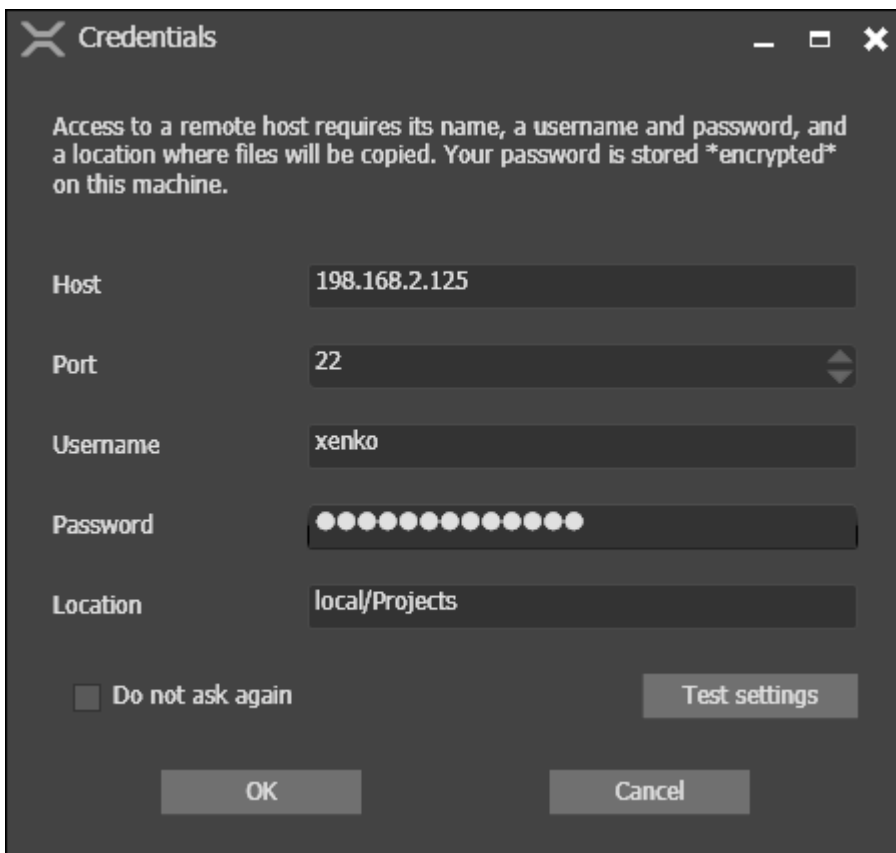 Credentials
Access to a remote host requires its name, a username and password, and
a location where files will be copied. Your password is stored *encrypted*
on this machine.
Host 198.168.2.125
Port 22
Username xenko
Password ●●●●●●●●●●●●●
Location local/Projects
Do not ask again Test settings
OK Cancel